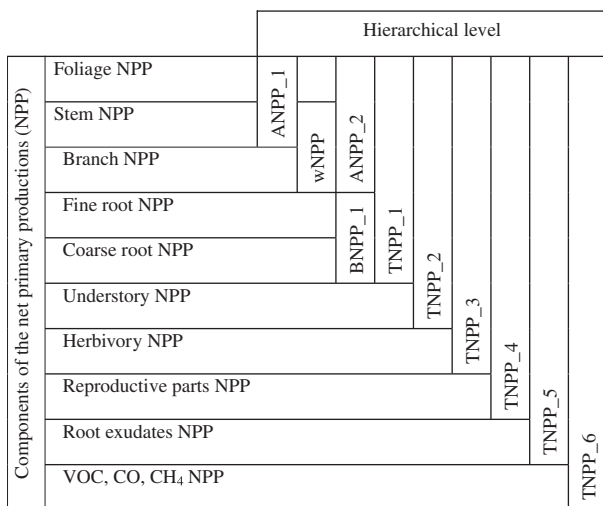 Hierarchical level
Components of the net primary productions (NPP)
Foliage NPP
Stem NPP
Branch NPP
Fine root NPP
Coarse root NPP
Understory NPP
Herbivory NPP
Reproductive parts NPP
Root exudates NPP
VOC, CO, CH₄ NPP
ANPP_1
wNPP
ANPP_2
BNPP_1
TNPP_1
TNPP_2
TNPP_3
TNPP_4
TNPP_5
TNPP_6